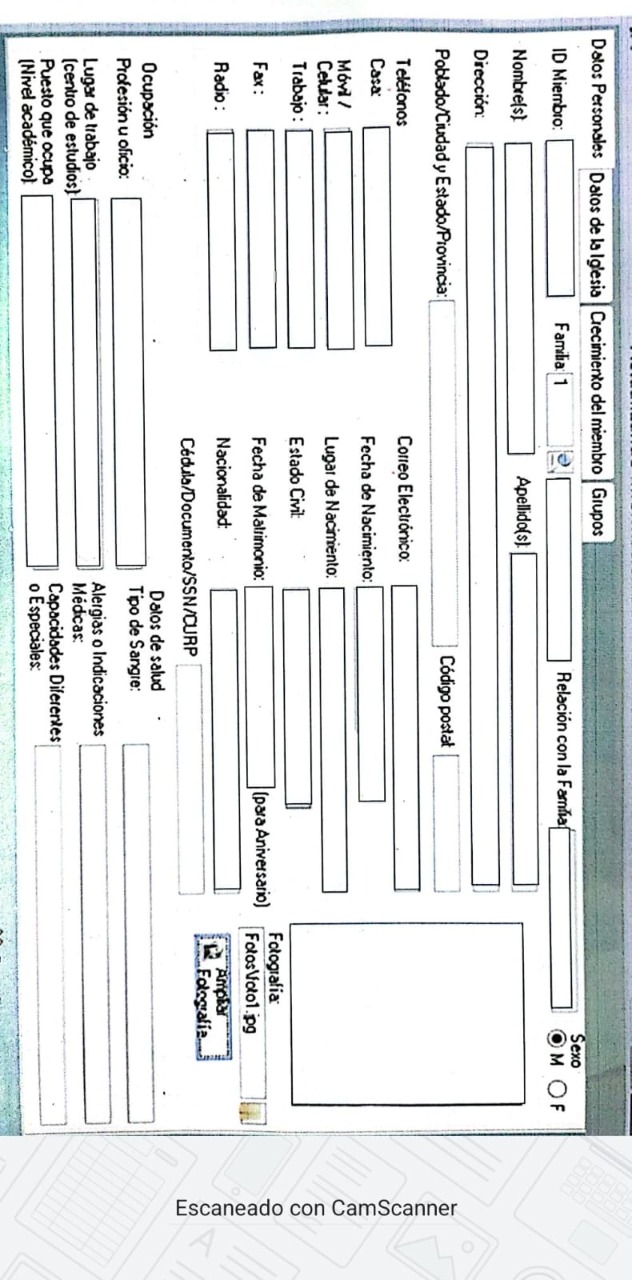 Datos Personales Datos de la Iglesia Crecimiento del miembro Grupos
ID Miembro: Familia: 1 Relación con la Familia: Sexo
M F
Nombre(s): Apellido(s):
Dirección:
Poblado/Ciudad y Estado/Provincia: Código postal:
Teléfonos
Casa:
Móvil /
Celular :
Trabajo :
Fax :
Radio :
Correo Electrónico:
Fecha de Nacimiento:
Lugar de Nacimiento:
Estado Civil:
Fecha de Matrimonio: (para Aniversario)
Nacionalidad:
Cédula/Documento/SSN/CURP
Fotografía:
Fotos\foto1.jpg
Ampliar
Fotografía....
Ocupación
Profesión u oficio:
Lugar de trabajo
(centro de estudios):
Puesto que ocupa
(Nivel académico):
Datos de salud
Tipo de Sangre:
Alergias o Indicaciones
Médicas:
Capacidades Diferentes
o Especiales:
Escaneado con CamScanner